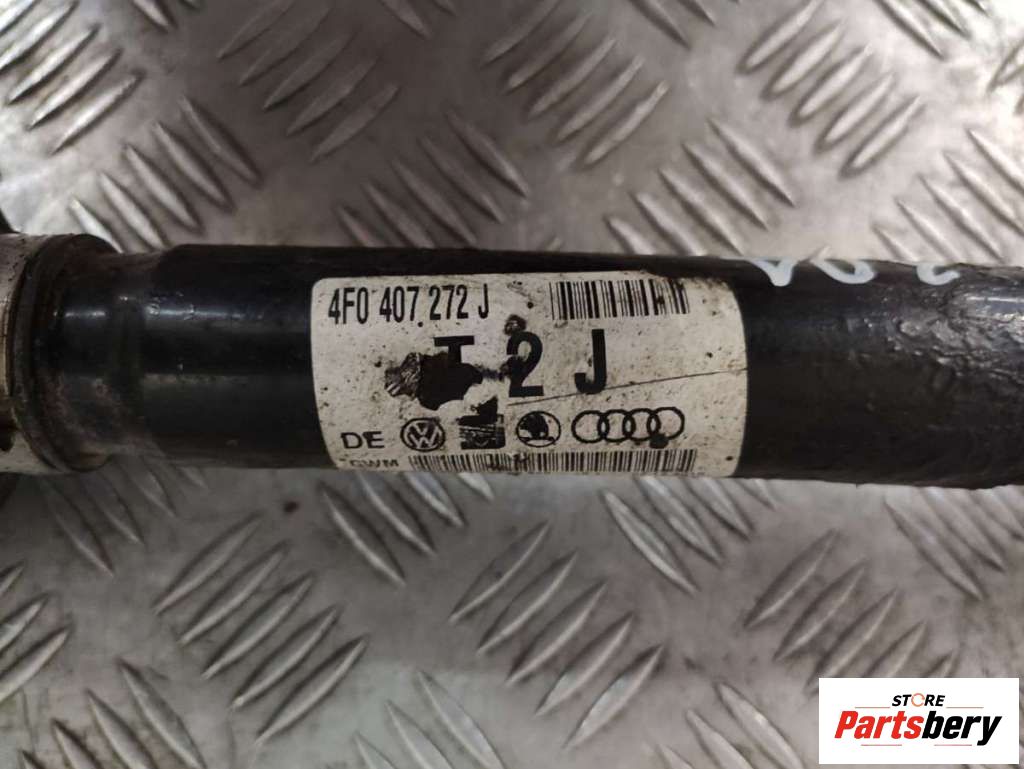 4F0 407 272 J
T 2 J
DE
GWM
STORE
Partsbery